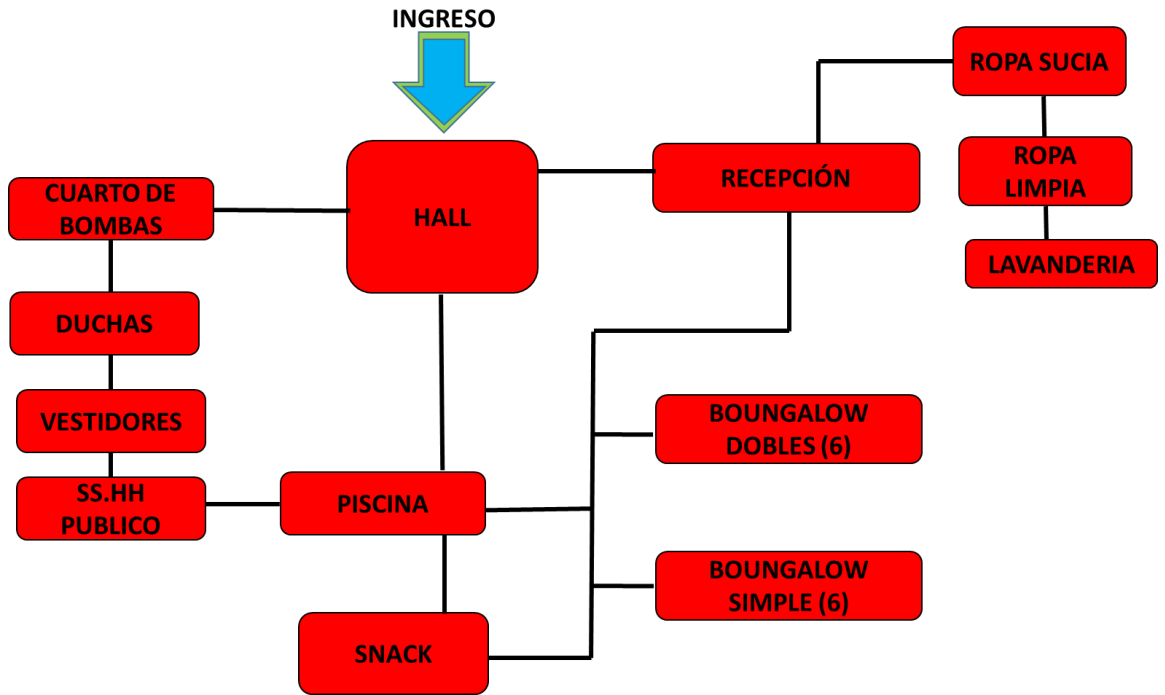 INGRESO
ROPA SUCIA
ROPA
LIMPIA
LAVANDERIA
RECEPCIÓN
HALL
CUARTO DE
BOMBAS
DUCHAS
VESTIDORES
SS.HH
PUBLICO
PISCINA
SNACK
BOUNGALOW
DOBLES (6)
BOUNGALOW
SIMPLE (6)